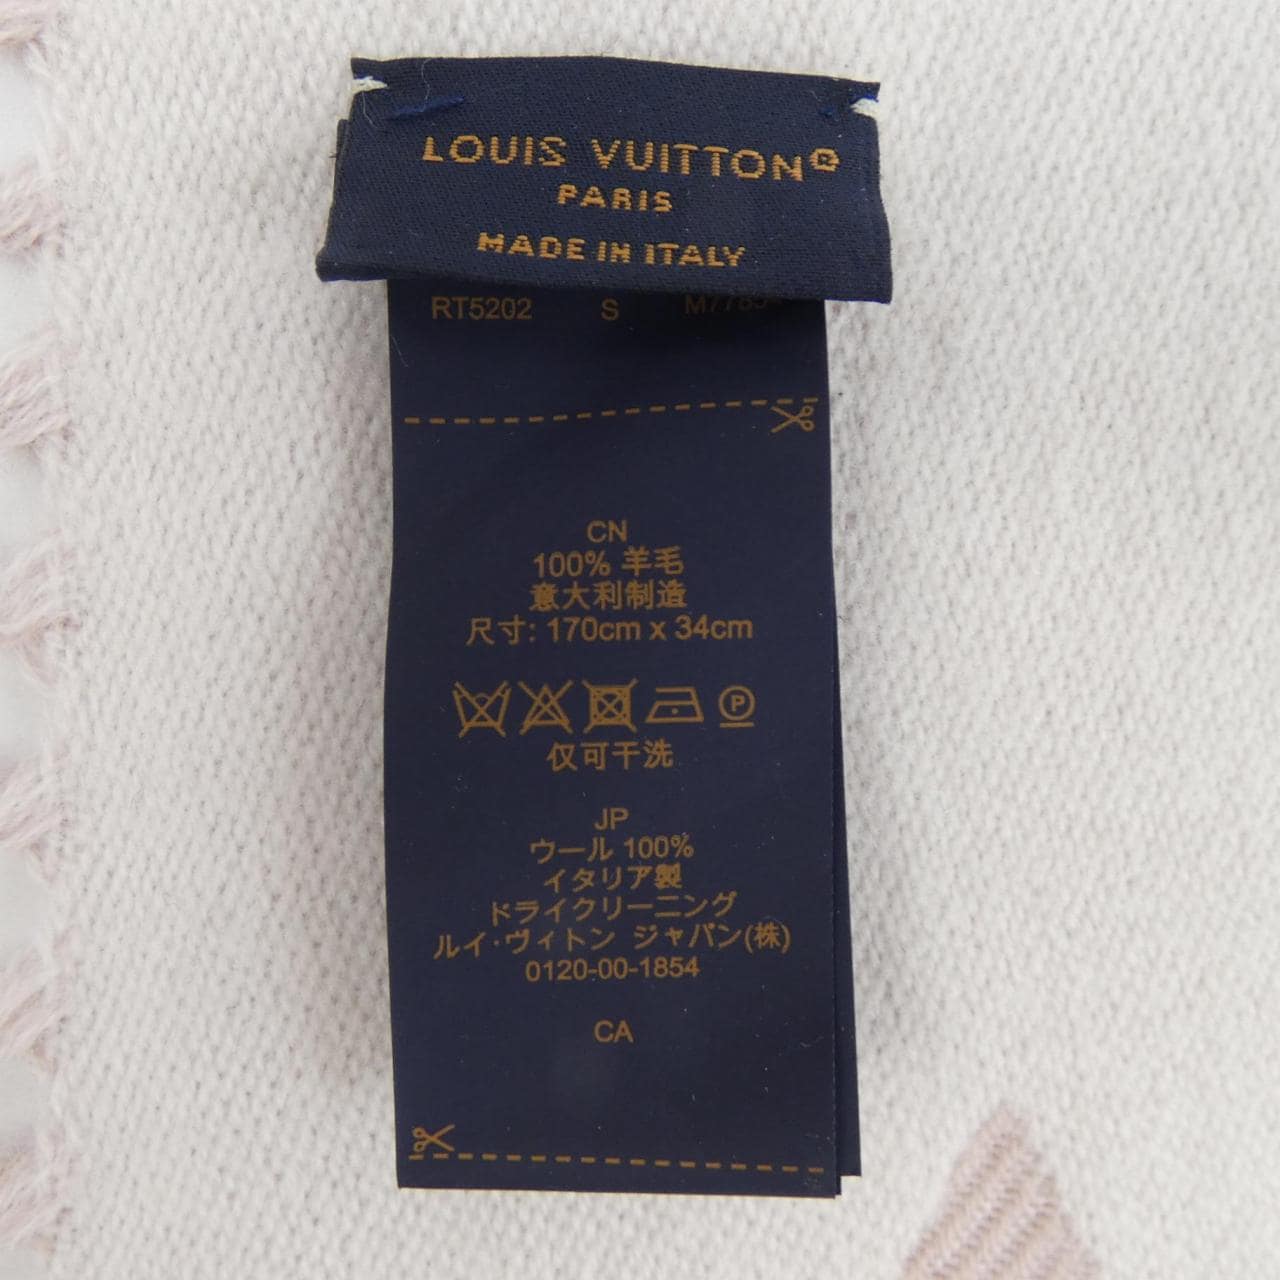 LOUIS VUITTON®
PARIS
MADE IN ITALY
RT5202 S
CN
100% 羊毛
意大利制造
尺寸: 170cm x 34cm
P
仅可干洗
JP
ウール 100%
イタリア製
ドライクリーニング
ルイ·ヴィトン ジャパン(株)
0120-00-1854
CA